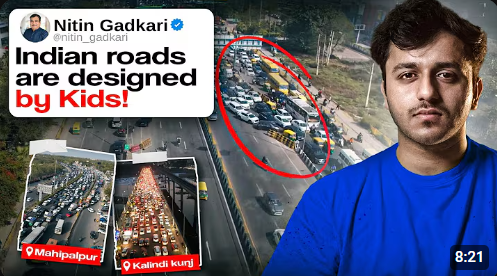 Nitin Gadkari
@nitin_gadkari
Indian roads
are designed
by Kids!
Mahipalpur
Kalindi kunj
8:21